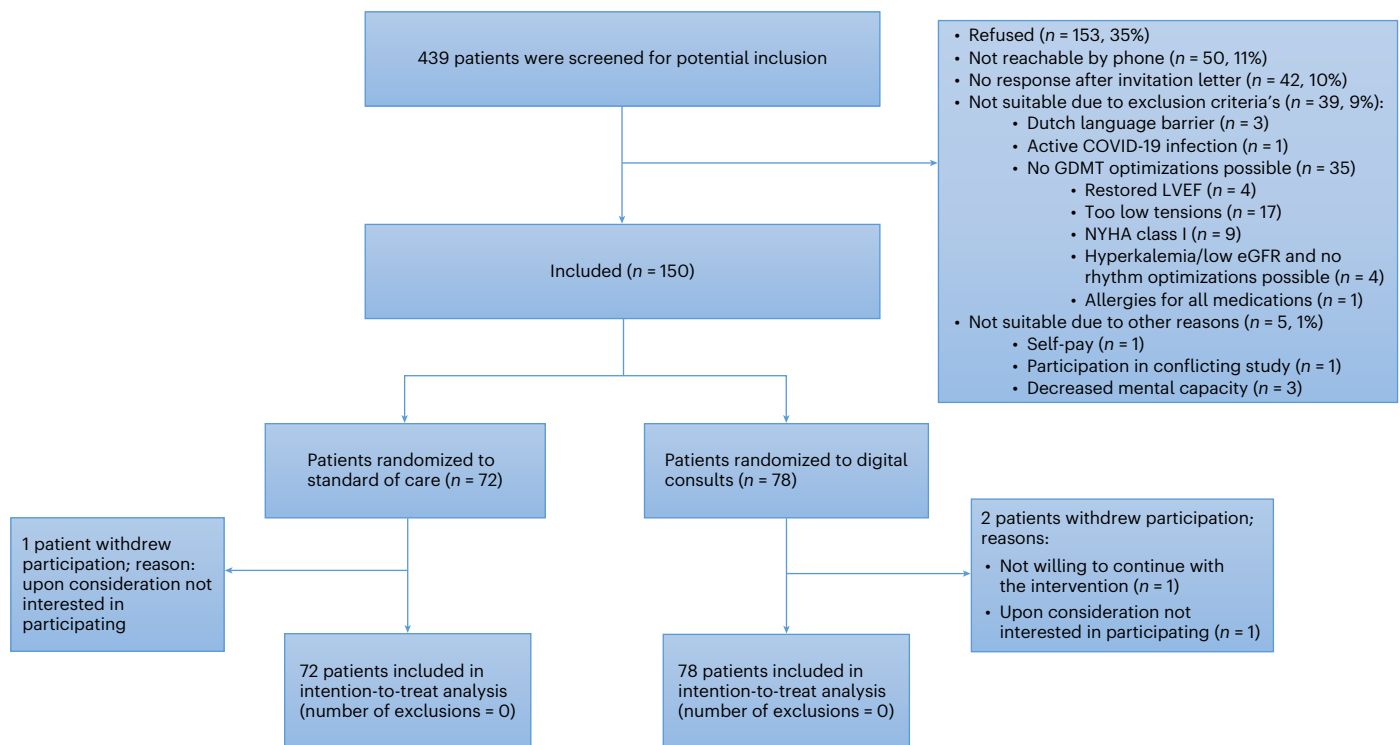 439 patients were screened for potential inclusion
• Refused (n = 153, 35%)
• Not reachable by phone (n = 50, 11%)
• No response after invitation letter (n = 42, 10%)
• Not suitable due to exclusion criteria's (n = 39, 9%):
• Dutch language barrier (n = 3)
• Active COVID-19 infection (n = 1)
• No GDMT optimizations possible (n = 35)
• Restored LVEF (n = 4)
• Too low tensions (n = 17)
• NYHA class I (n = 9)
• Hyperkalemia/low eGFR and no
rhythm optimizations possible (n = 4)
• Allergies for all medications (n = 1)
• Not suitable due to other reasons (n = 5, 1%)
• Self-pay (n = 1)
• Participation in conflicting study (n = 1)
• Decreased mental capacity (n = 3)
Included (n = 150)
Patients randomized to
standard of care (n = 72)
Patients randomized to digital
consults (n = 78)
1 patient withdrew
participation; reason:
upon consideration not
interested in
participating
2 patients withdrew participation;
reasons:
• Not willing to continue with
the intervention (n = 1)
• Upon consideration not
interested in participating (n = 1)
72 patients included in
intention-to-treat analysis
(number of exclusions = 0)
78 patients included in
intention-to-treat analysis
(number of exclusions = 0)